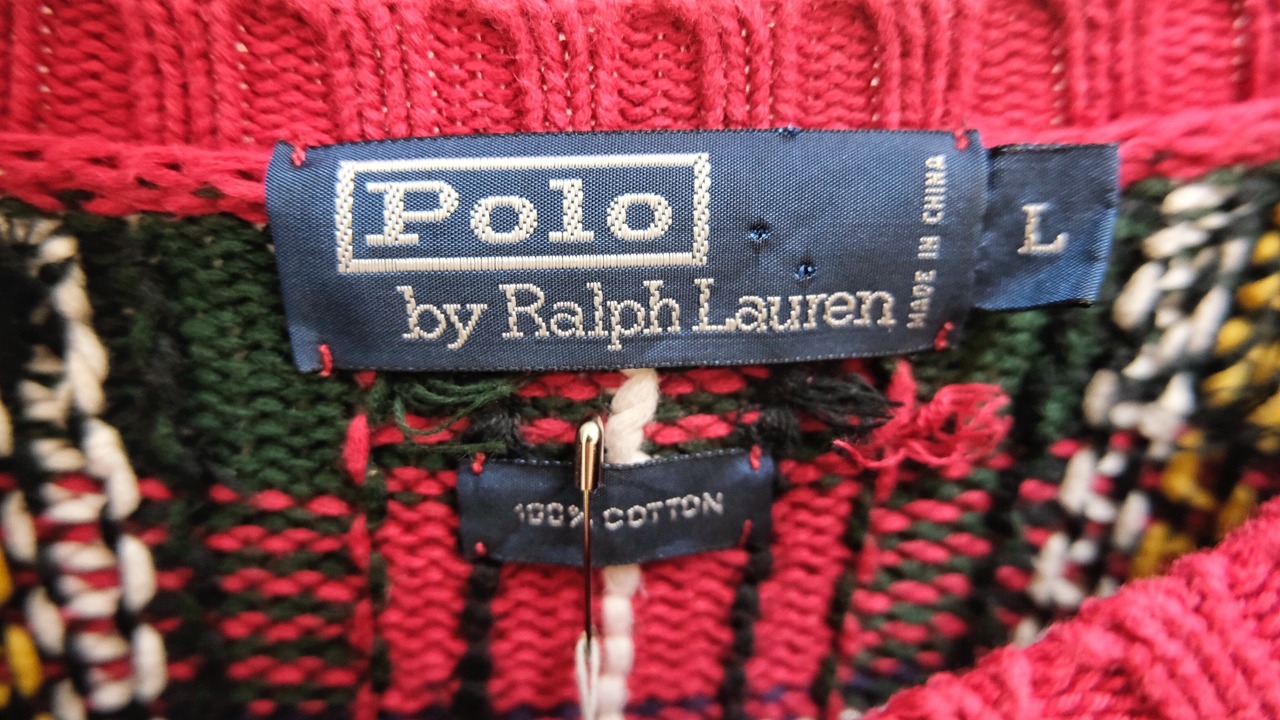 Polo
by Ralph Lauren
MADE IN CHINA
L
100% COTTON